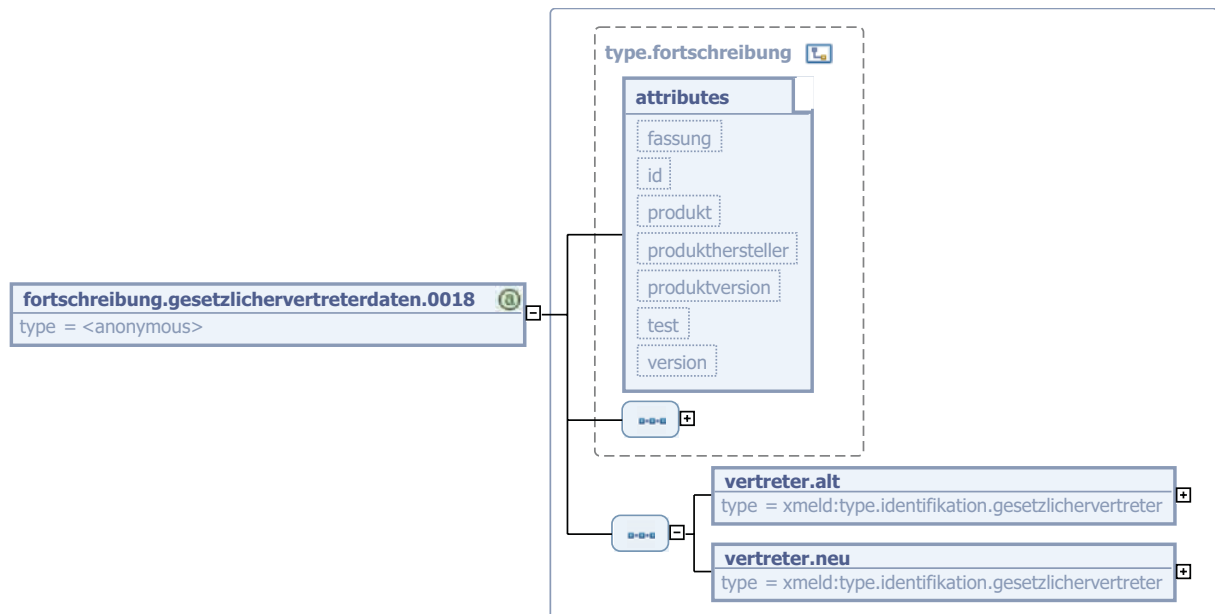 type.fortschreibung
attributes
fassung
id
produkt
produkthersteller
produktversion
test
version
fortschreibung.gesetzlichervertreterdaten.0018 @
type = <anonymous>
vertreter.alt
type = xmeld:type.identifikation.gesetzlichervertreter
vertreter.neu
type = xmeld:type.identifikation.gesetzlichervertreter